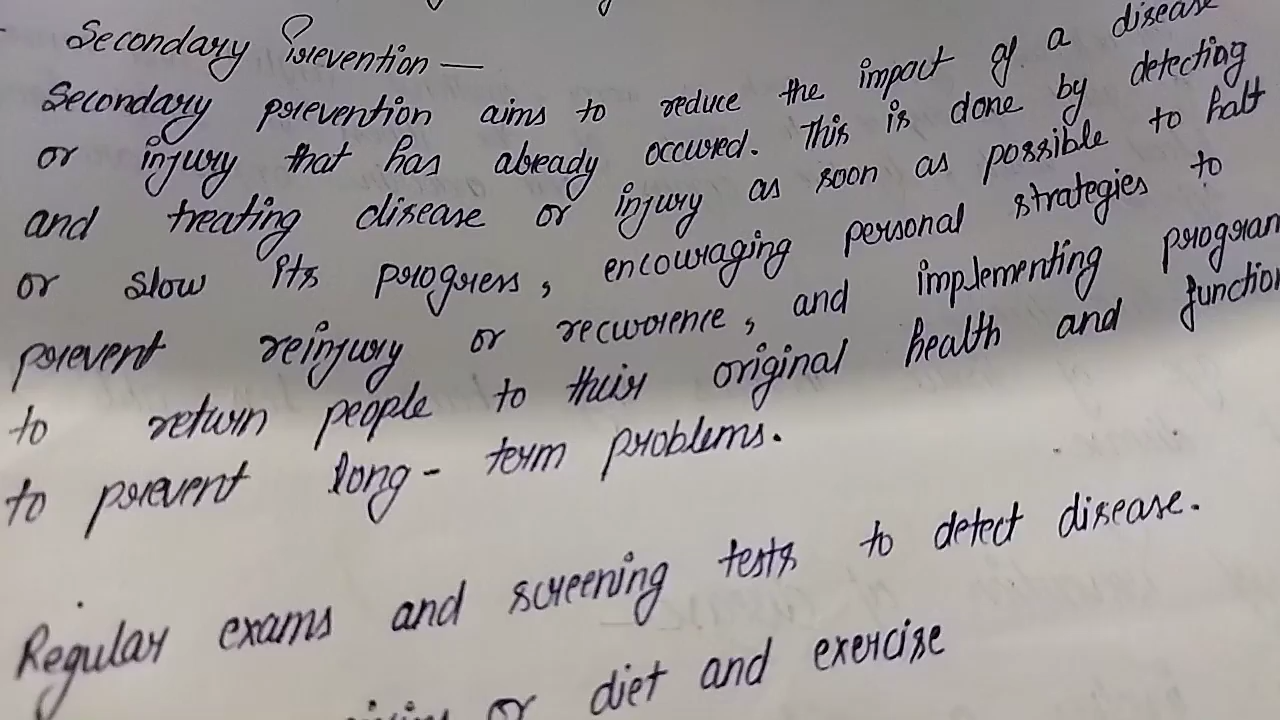 Secondary Prevention —
Secondary prevention aims to reduce the impact of a disease
or injury that has already occured. This is done by detecting
and treating disease or injury as soon as possible to halt
or slow its progress, encouraging personal strategies to
prevent reinjury or recurrence, and implementing program
to return people to their original health and function
to prevent long-term problems.
Regular exams and screening tests to detect disease.
or diet and exercise